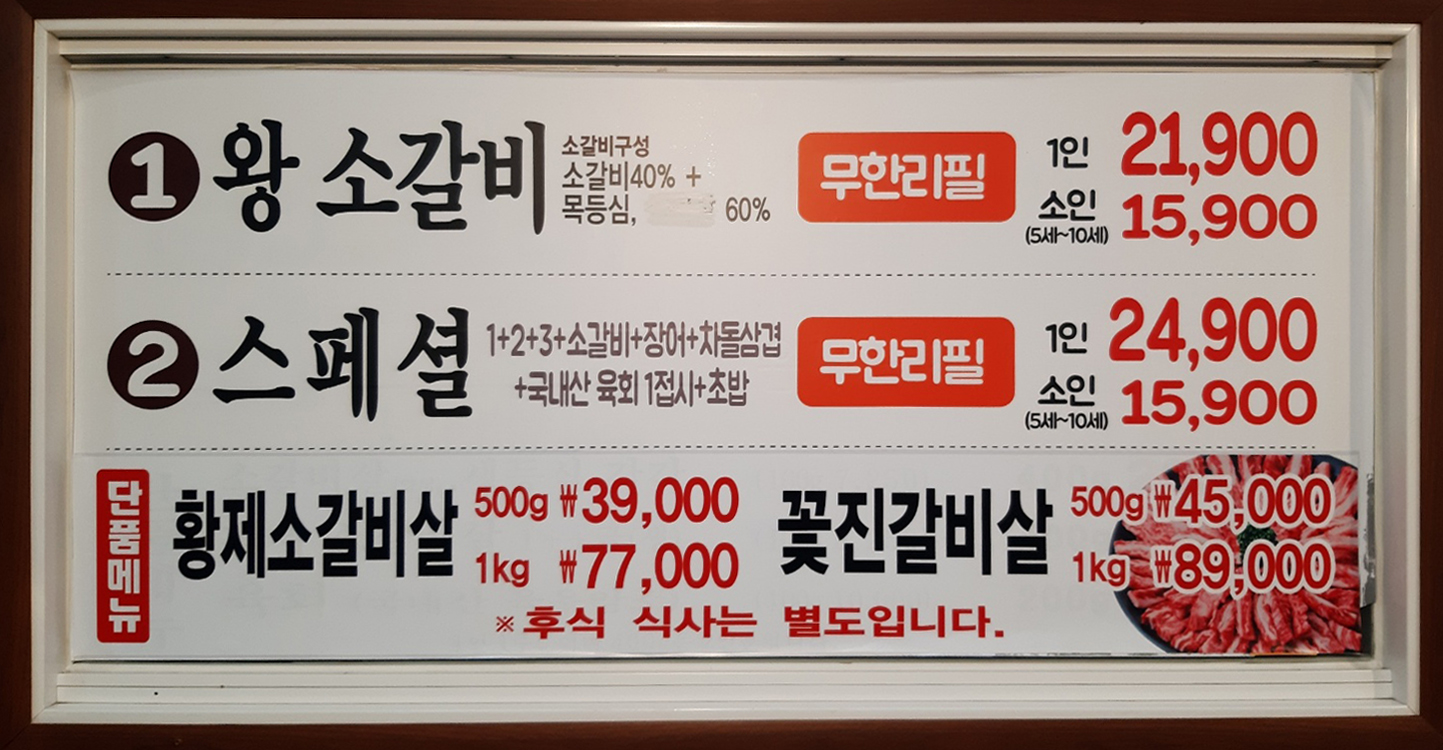 1 왕 소갈비
소갈비구성
소갈비40% +
목등심, 60%
무한리필
1인 21,900
소인 15,900
(5세~10세)
2 스페셜
1+2+3+소갈비+장어+차돌삼겹
+국내산 육회 1접시+초밥
무한리필
1인 24,900
소인 15,900
(5세~10세)
단품메뉴
황제소갈비살
500g ₩39,000
1kg ₩77,000
꽃진갈비살
500g ₩45,000
1kg ₩89,000
※후식 식사는 별도입니다.